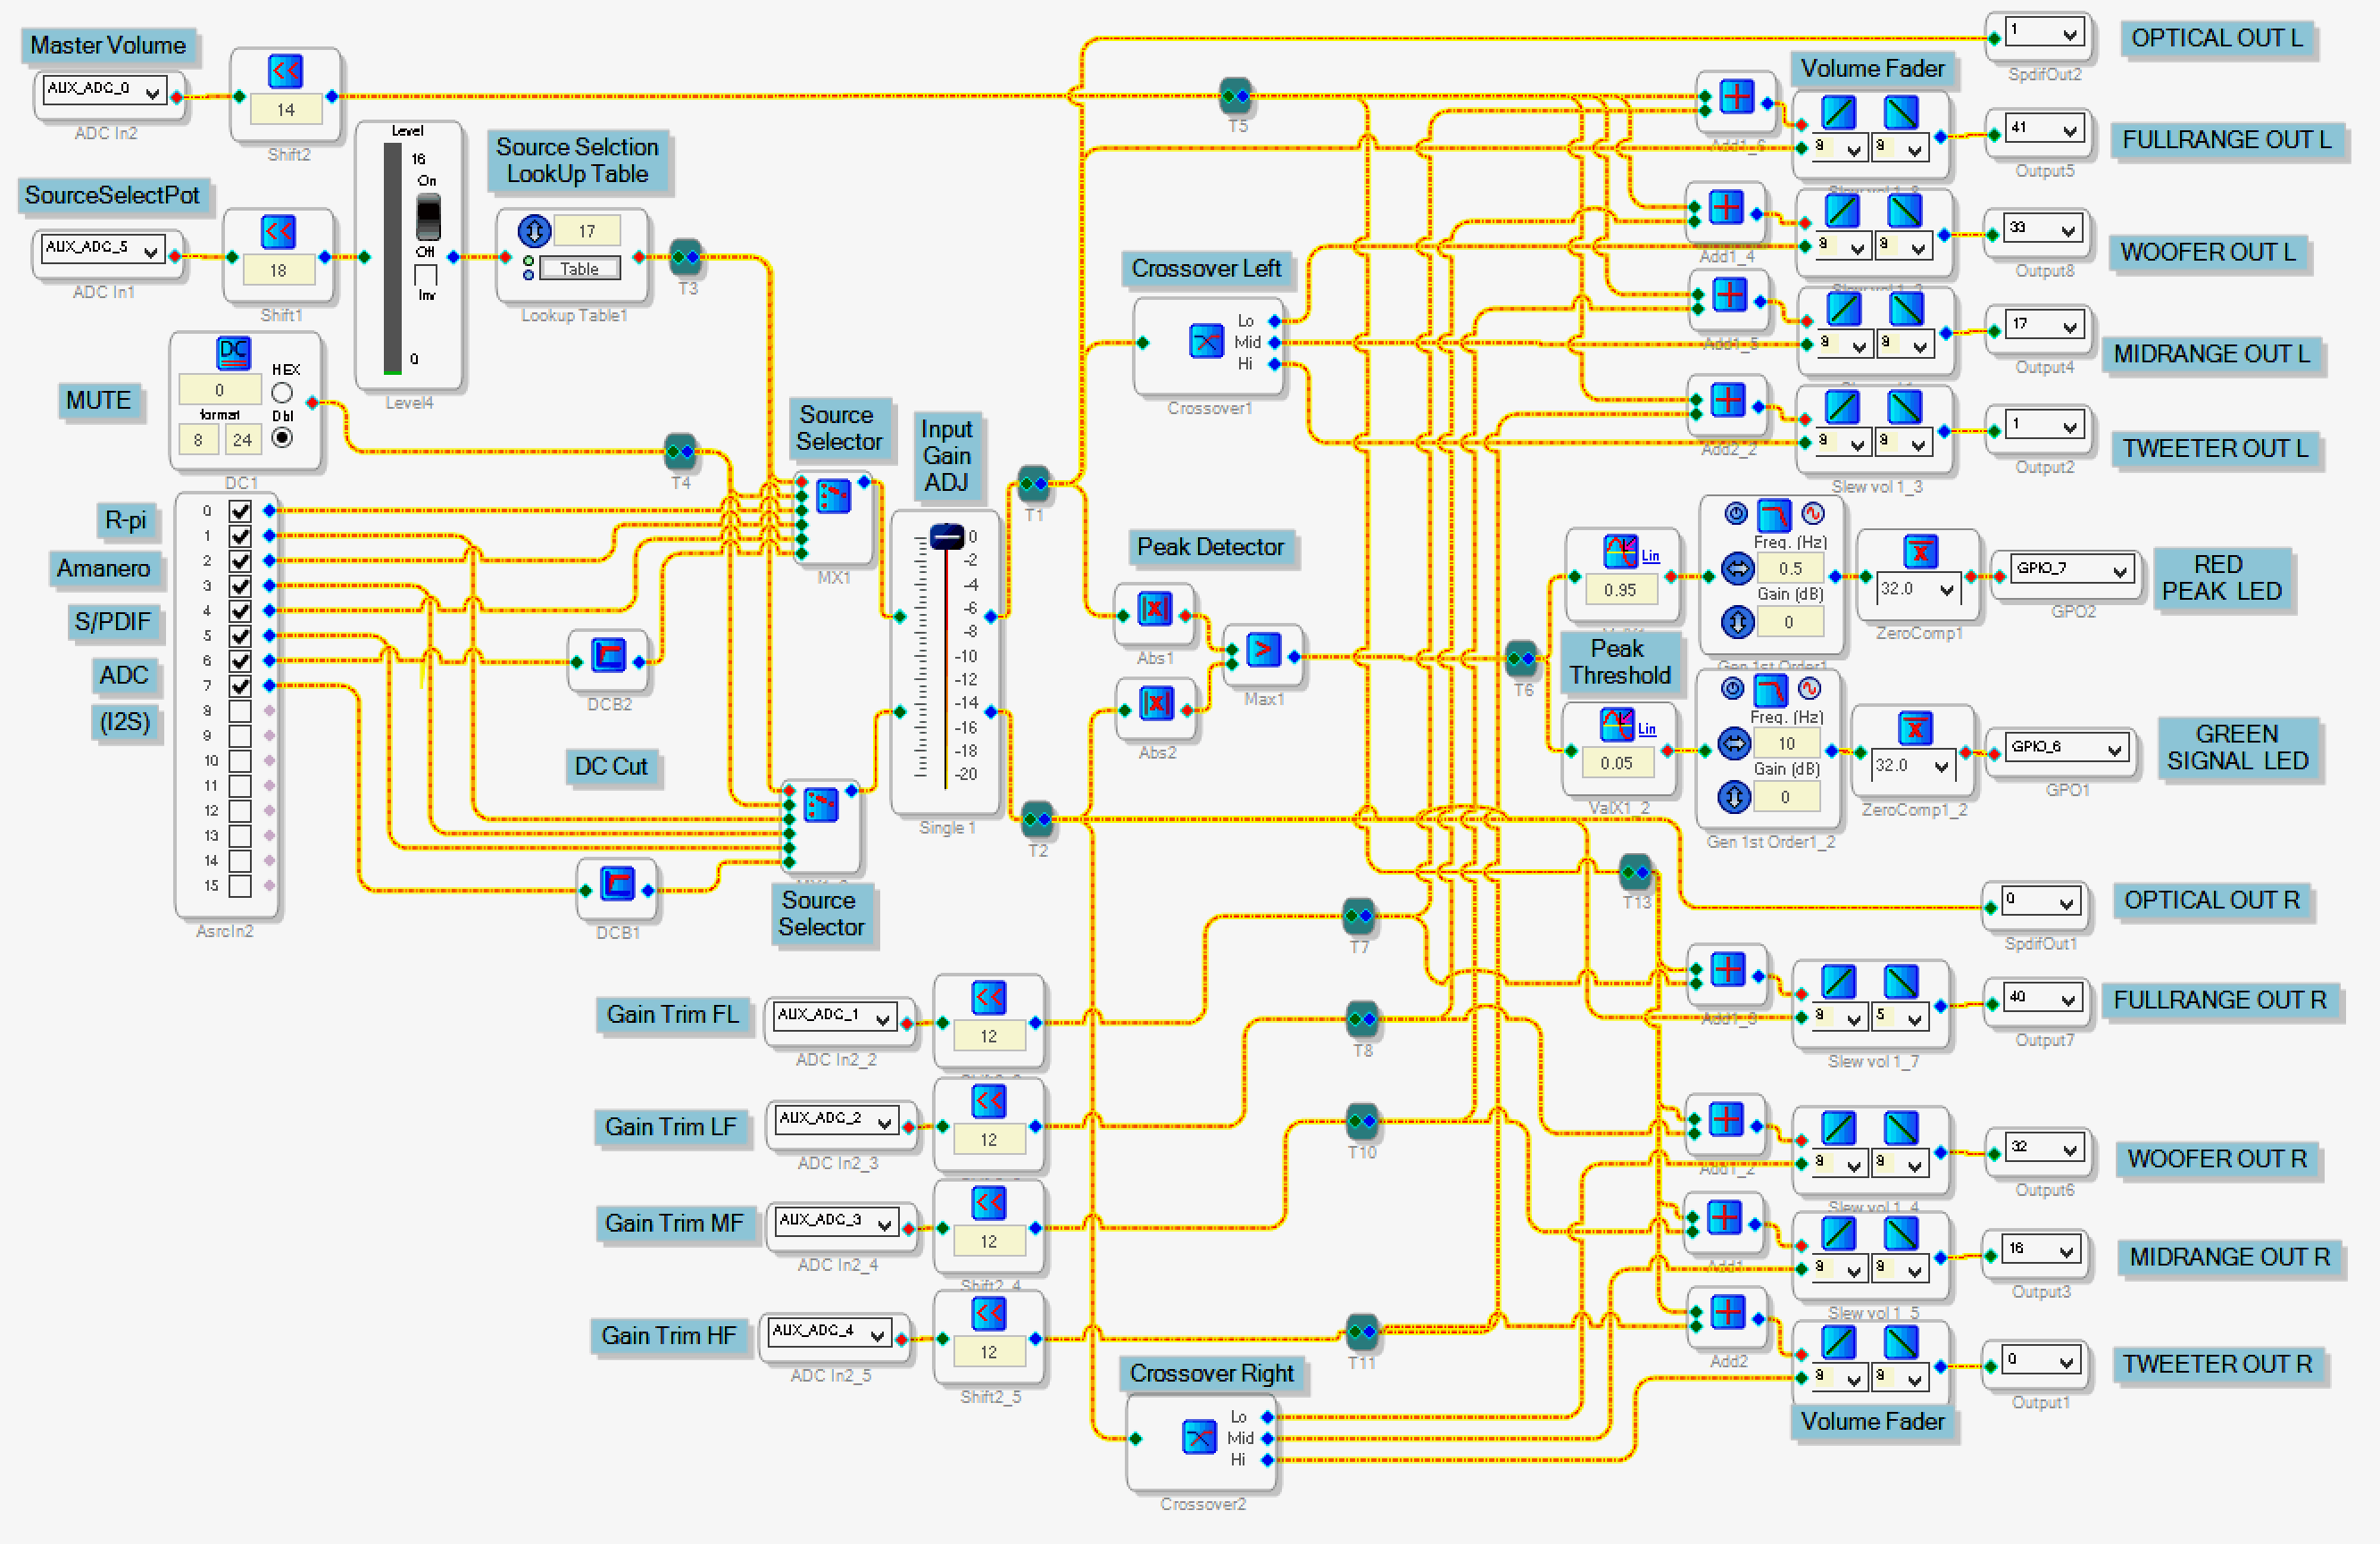 Master Volume
AUX_ADC_0
ADC In2
14
Shift2
SourceSelectPot
AUX_ADC_5
ADC In1
18
Shift1
Level
16
On
Off
Inv
0
Level4
Source Selction
LookUp Table
17
Table
Lookup Table1
T3
MUTE
DC
0
HEX
format
Dbl
8
24
DC1
T4
R-pi
Amanero
S/PDIF
ADC
(I2S)
0
1
2
3
4
5
6
7
8
9
10
11
12
13
14
15
AsrcIn2
DCB2
DC Cut
DCB1
Source
Selector
MX1
Source
Selector
Input
Gain
ADJ
0
-2
-4
-6
-8
-10
-12
-14
-16
-18
-20
Single 1
T1
T2
T5
Crossover Left
Lo
Mid
Hi
Crossover1
Peak Detector
|x|
Abs1
|x|
Abs2
Max1
T6
Peak
Threshold
Lin
0.95
Lin
0.05
ValX1_2
Freq. (Hz)
0.5
Gain (dB)
0
Gen 1st Order1
Freq. (Hz)
10
Gain (dB)
0
Gen 1st Order1_2
32.0
ZeroComp1
32.0
ZeroComp1_2
GPIO_7
GPO2
RED
PEAK LED
GPIO_6
GPO1
GREEN
SIGNAL LED
1
SpdifOut2
OPTICAL OUT L
Volume Fader
Add1_6
41
Output5
FULLRANGE OUT L
Add1_4
33
Output8
WOOFER OUT L
Add1_5
17
Output4
MIDRANGE OUT L
Add2_2
Slew vol 1_3
1
Output2
TWEETER OUT L
T13
0
SpdifOut1
OPTICAL OUT R
T7
T8
T10
T11
Gain Trim FL
AUX_ADC_1
ADC In2_2
12
Gain Trim LF
AUX_ADC_2
ADC In2_3
12
Gain Trim MF
AUX_ADC_3
ADC In2_4
12
Shift2_4
Gain Trim HF
AUX_ADC_4
ADC In2_5
12
Shift2_5
Crossover Right
Lo
Mid
Hi
Crossover2
Slew vol 1_7
40
Output7
FULLRANGE OUT R
Add1_2
Slew vol 1_4
32
Output6
WOOFER OUT R
Add1
Slew vol 1_5
16
Output3
MIDRANGE OUT R
Add2
0
Output1
TWEETER OUT R
Volume Fader